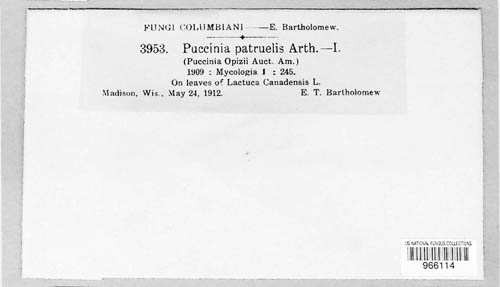 FUNGI COLUMBIANI——E. Bartholomew.
3953. Puccinia patruelis Arth.—I.
(Puccinia Opizii Auct. Am.)
1909 : Mycologia 1 : 245.
On leaves of Lactuca Canadensis L.
Madison, Wis., May 24, 1912. E. T. Bartholomew
US NATIONAL FUNGUS COLLECTIONS
966114